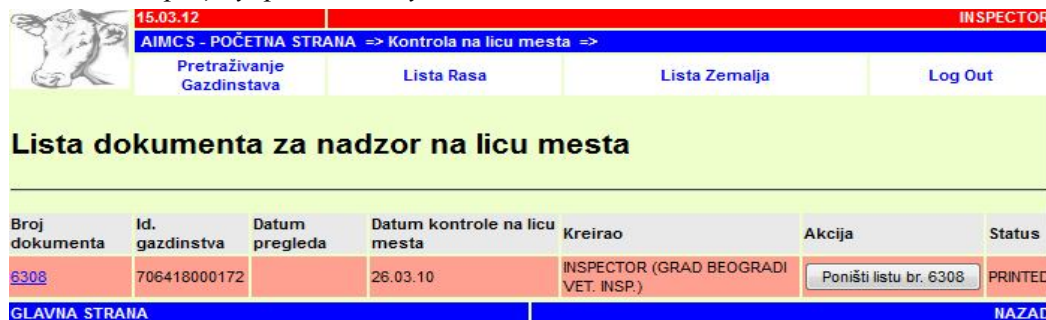 15.03.12 INSPECTOR
AIMCS - POČETNA STRANA => Kontrola na licu mesta =>
Pretraživanje Gazdinstava Lista Rasa Lista Zemalja Log Out
Lista dokumenta za nadzor na licu mesta
Broj dokumenta Id. gazdinstva Datum pregleda Datum kontrole na licu mesta Kreirao Akcija Status
6308 706418000172 26.03.10 INSPECTOR (GRAD BEOGRADI VET. INSP.) Poništi listu br. 6308 PRINTED
GLAVNA STRANA NAZAD